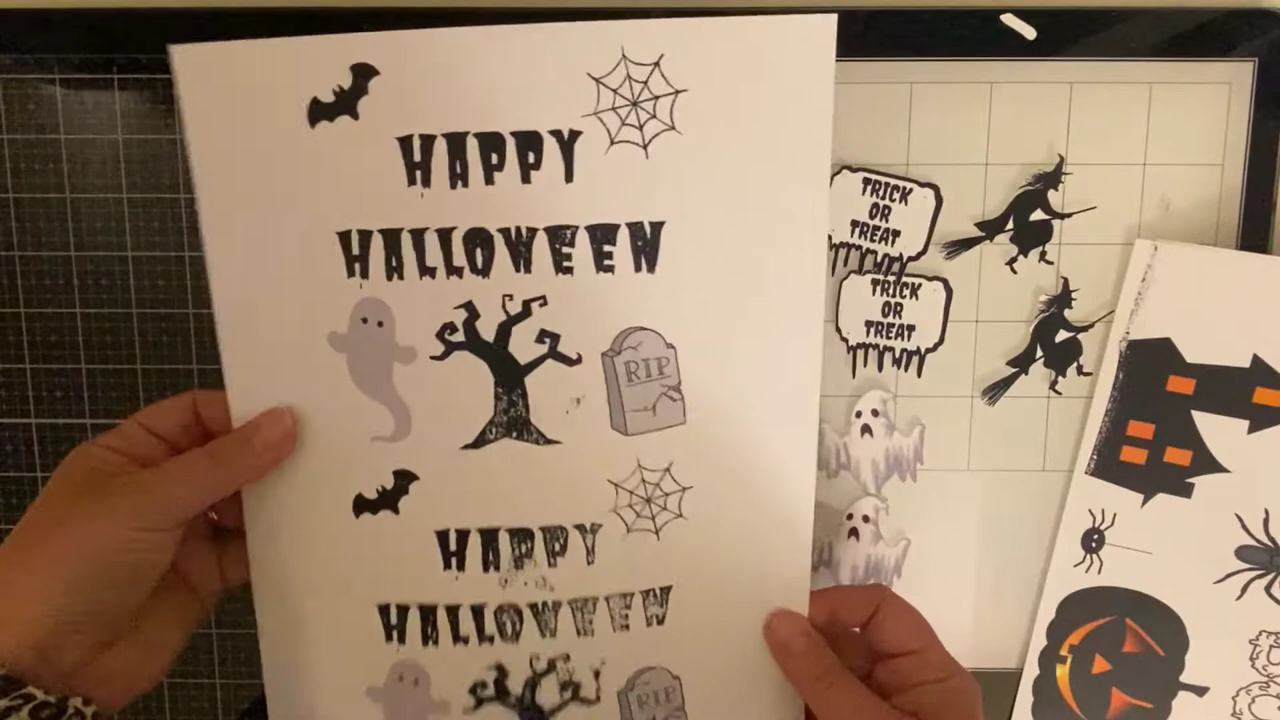 HAPPY
HALLOWEEN
RIP
HAPPY
HALLOWEEN
RIP
TRICK
OR
TREAT
TRICK
OR
TREAT